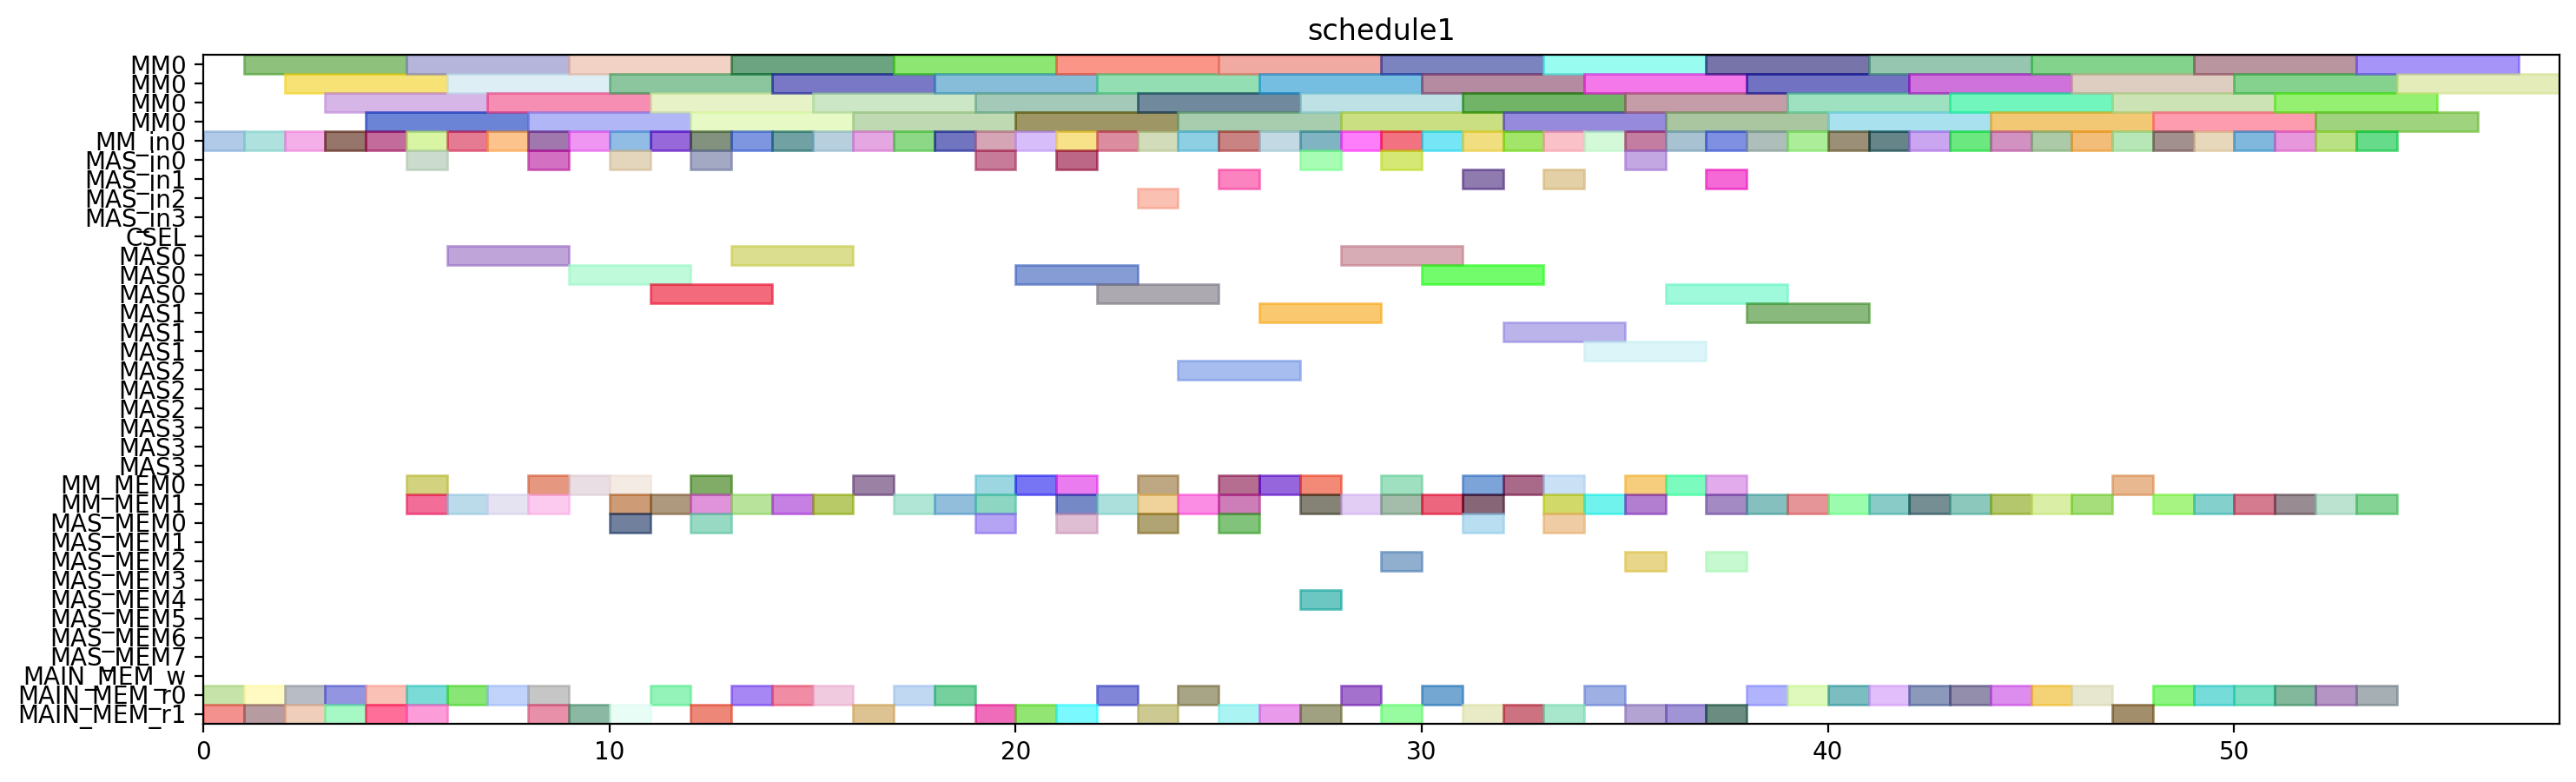 schedule1
MM0
MM0
MM0
MM0
MM_in0
MAS_in0
MAS_in1
MAS_in2
MAS_in3
CSEL
MAS0
MAS0
MAS0
MAS1
MAS1
MAS1
MAS2
MAS2
MAS2
MAS3
MAS3
MAS3
MM_MEM0
MM_MEM1
MAS_MEM0
MAS_MEM1
MAS_MEM2
MAS_MEM3
MAS_MEM4
MAS_MEM5
MAS_MEM6
MAS_MEM7
MAIN_MEM_w
MAIN_MEM_r0
MAIN_MEM_r1
0 10 20 30 40 50